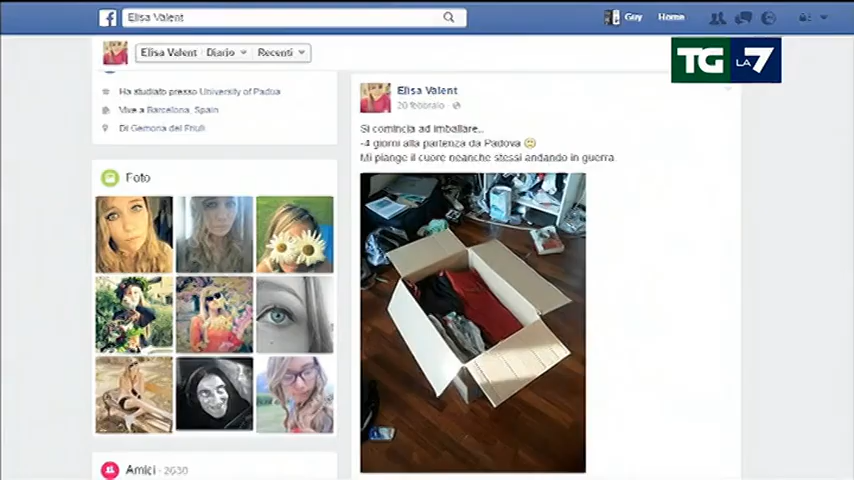 Elisa Valent
Guy
Home
TG LA7
Elisa Valent
Diario
Recenti
Ha studiato presso University of Padua
Vive a Barcelona, Spain
Di Gemona del Friuli
Foto
Amici · 2630
Elisa Valent
20 febbraio
Si comincia ad imballare...
-4 giorni alla partenza da Padova
Mi piange il cuore neanche stessi andando in guerra.